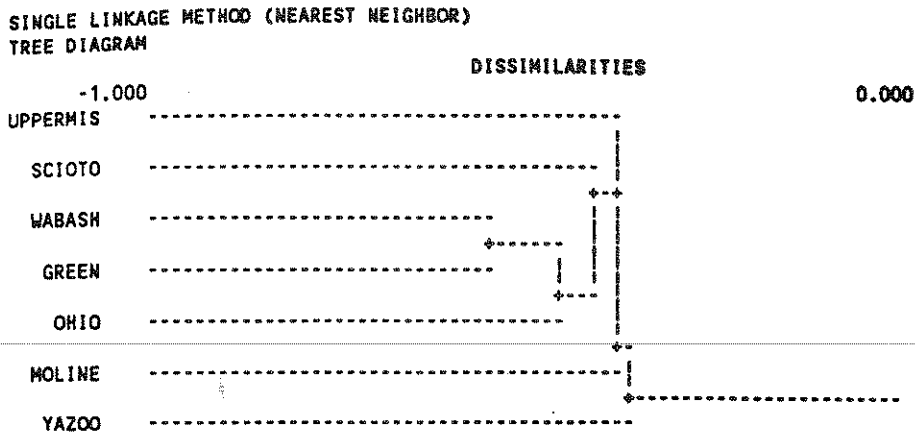 SINGLE LINKAGE METHOD (NEAREST NEIGHBOR)
TREE DIAGRAM
DISSIMILARITIES
-1.000 0.000
UPPERMIS
SCIOTO
WABASH
GREEN
OHIO
MOLINE
YAZOO